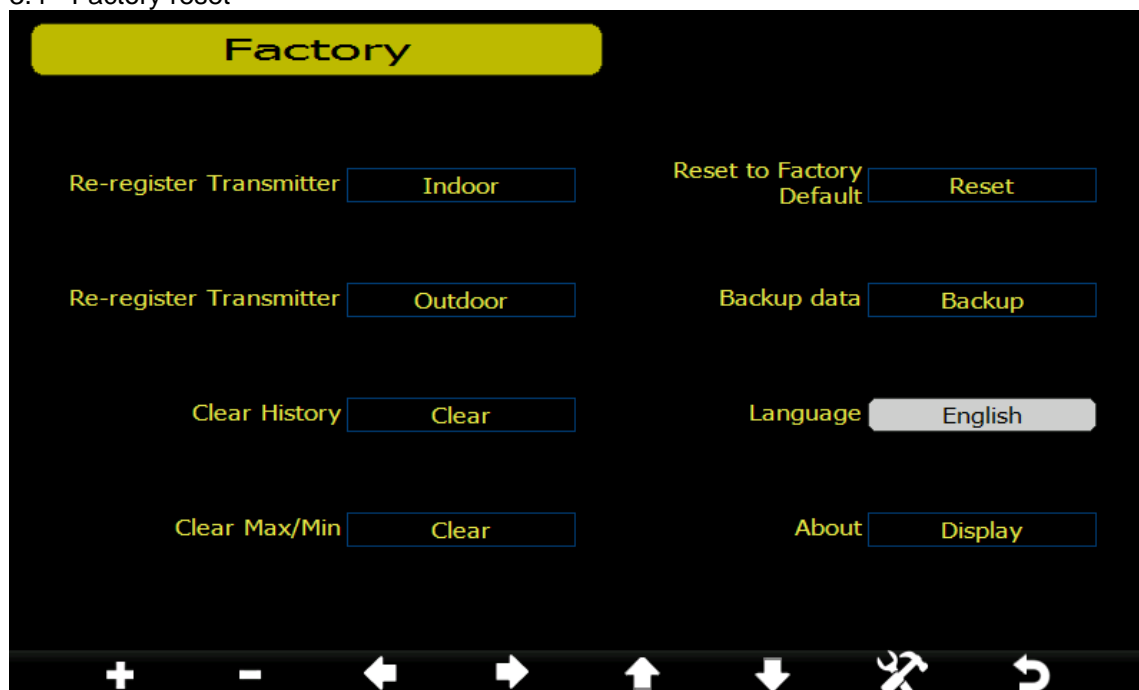 Factory
Re-register Transmitter Indoor
Reset to Factory
Default Reset
Re-register Transmitter Outdoor
Backup data Backup
Clear History Clear
Language English
Clear Max/Min Clear
About Display